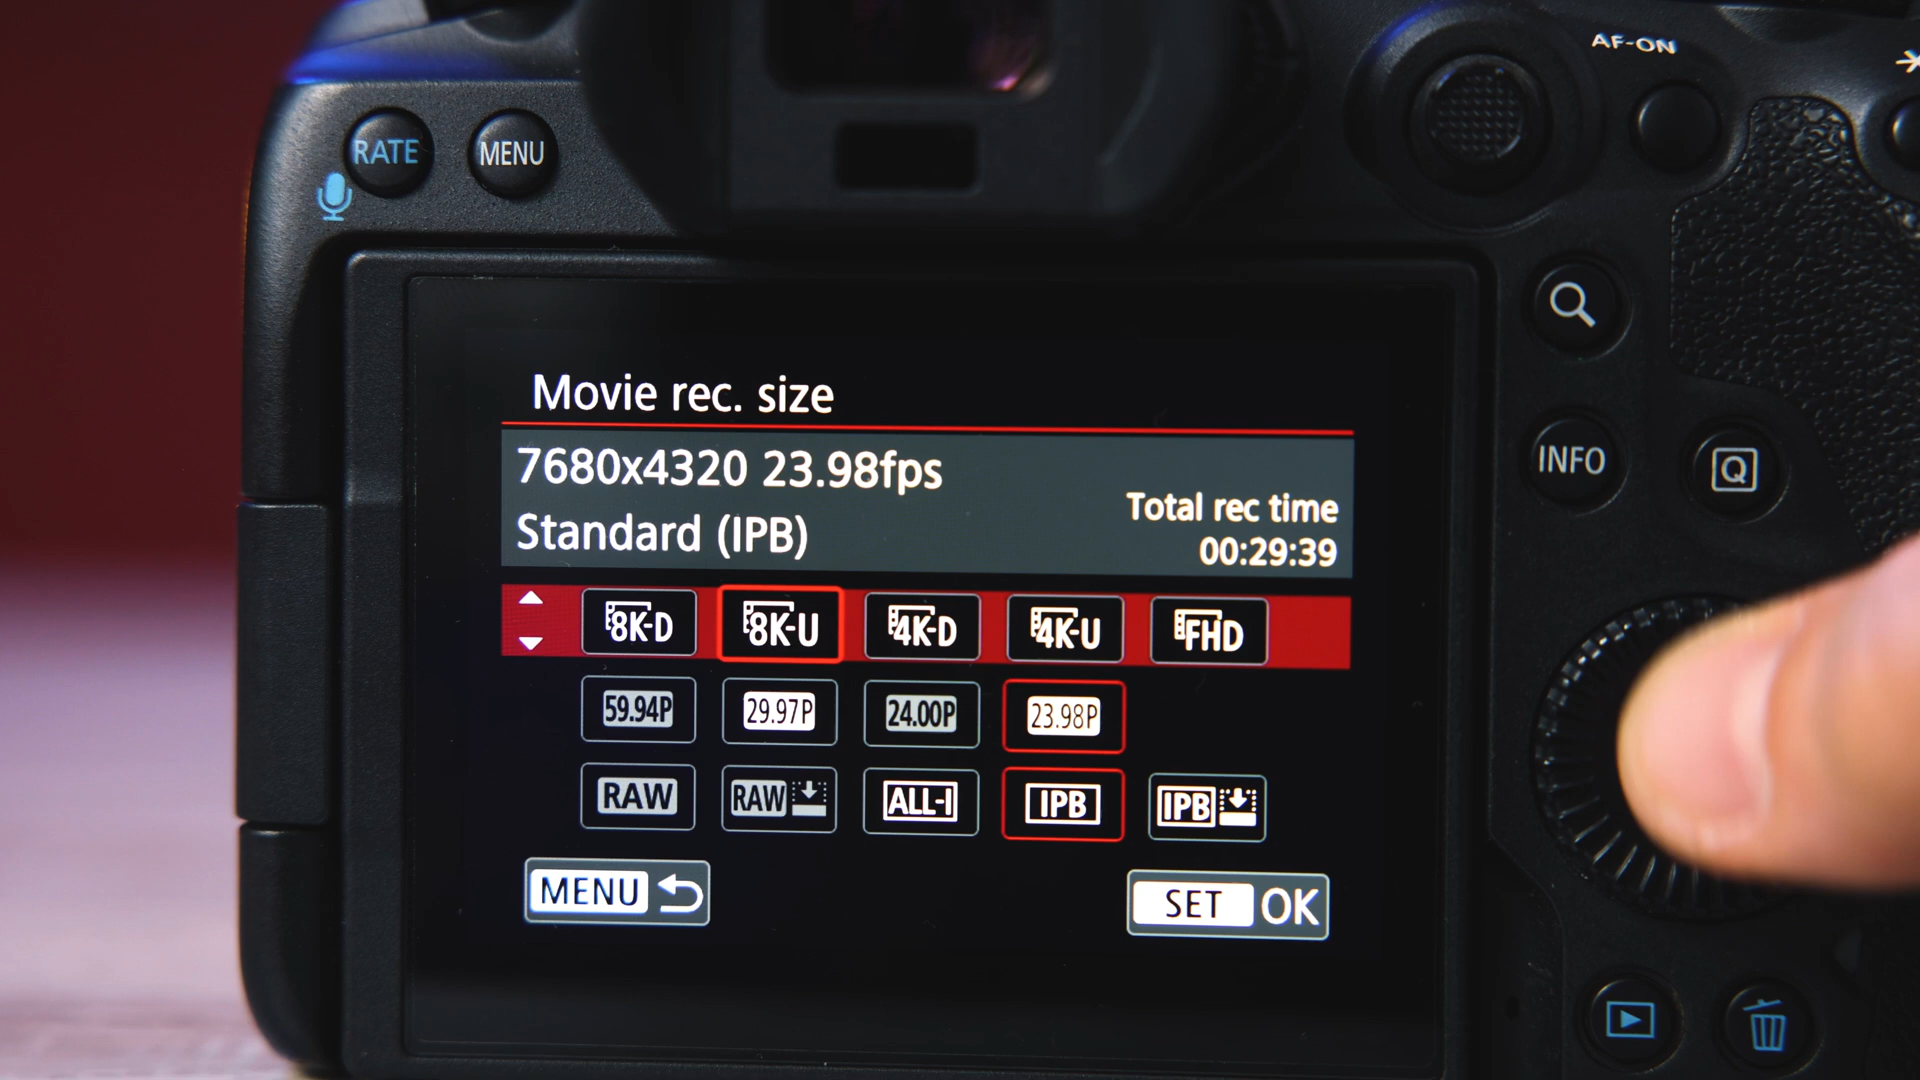 AF-ON
RATE
MENU
Movie rec. size
7680x4320 23.98fps
Standard (IPB)
Total rec time
00:29:39
8K-D 8K-U 4K-D 4K-U FHD
59.94P 29.97P 24.00P 23.98P
RAW RAW ALL-I IPB IPB
MENU SET OK
INFO
Q